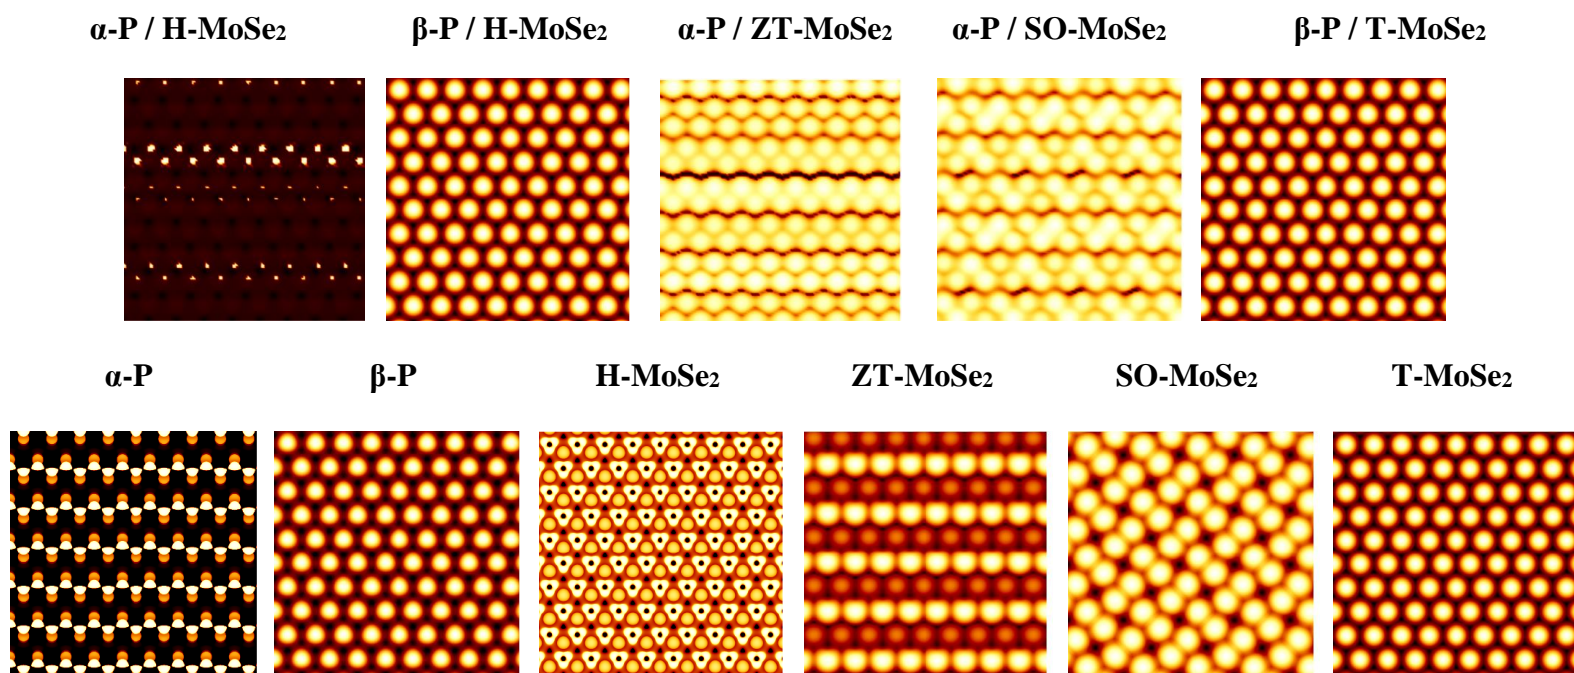 α-P / H-MoSe₂ β-P / H-MoSe₂ α-P / ZT-MoSe₂ α-P / SO-MoSe₂ β-P / T-MoSe₂
α-P β-P H-MoSe₂ ZT-MoSe₂ SO-MoSe₂ T-MoSe₂